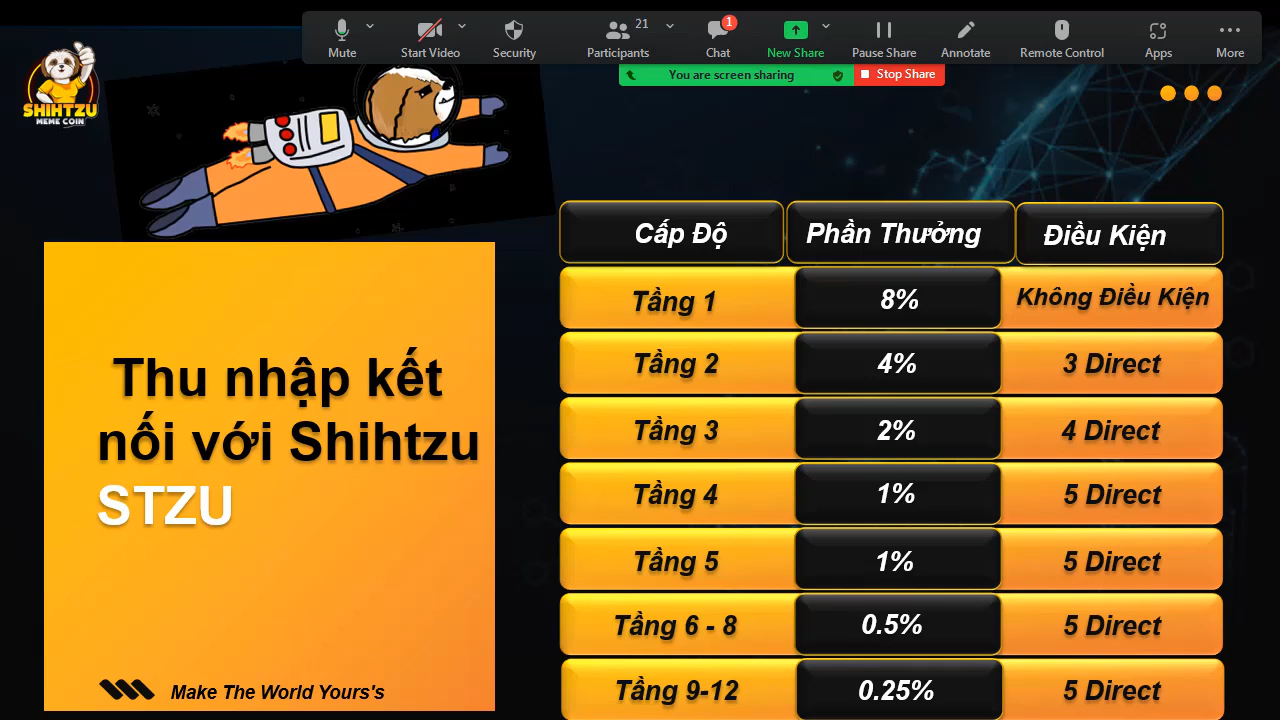 21
1
Mute
Start Video
Security
Participants
Chat
New Share
Pause Share
Annotate
Remote Control
Apps
More
You are screen sharing
Stop Share
SHIHTZU
MEME COIN
Thu nhập kết
nối với Shihtzu
STZU
Make The World Yours's
Cấp Độ Phần Thưởng Điều Kiện
Tầng 1 8% Không Điều Kiện
Tầng 2 4% 3 Direct
Tầng 3 2% 4 Direct
Tầng 4 1% 5 Direct
Tầng 5 1% 5 Direct
Tầng 6 - 8 0.5% 5 Direct
Tầng 9-12 0.25% 5 Direct